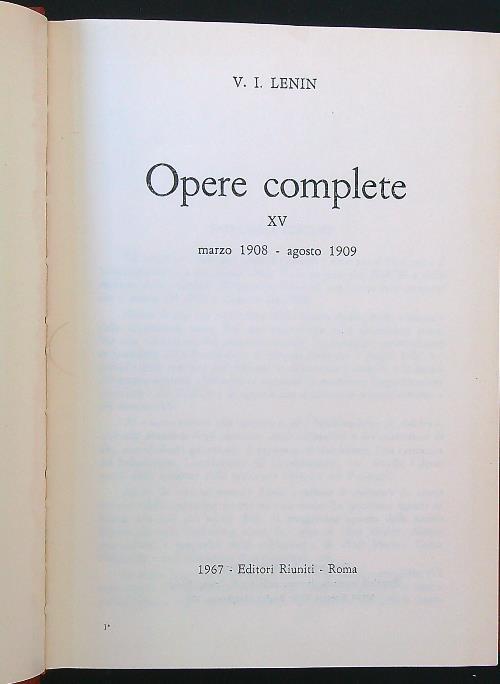 V. I. LENIN
Opere complete
XV
marzo 1908 - agosto 1909
1967 - Editori Riuniti - Roma
1*